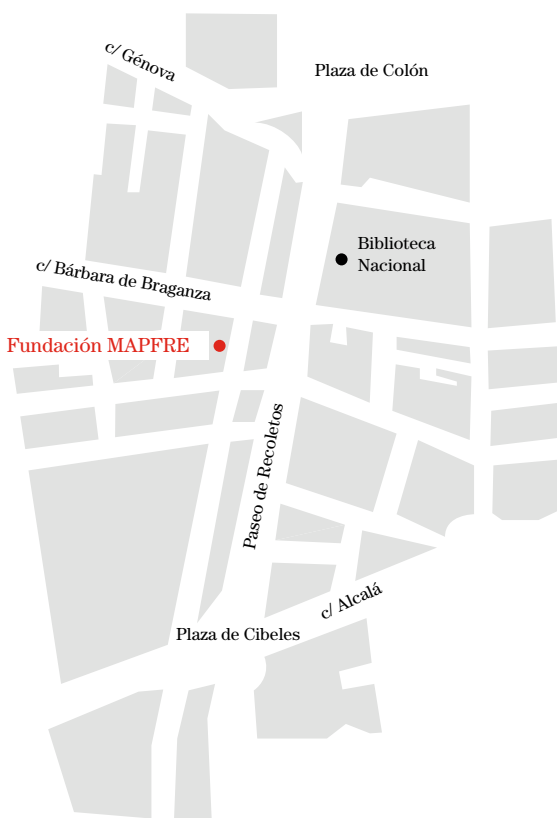 c/ Génova
Plaza de Colón
Biblioteca
Nacional
c/ Bárbara de Braganza
Fundación MAPFRE
Paseo de Recoletos
c/ Alcalá
Plaza de Cibeles